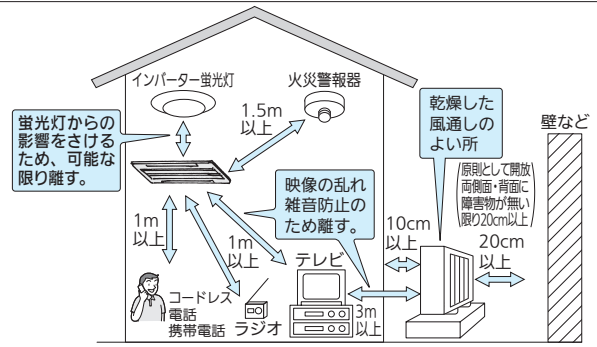 インバーター蛍光灯
火災警報器
蛍光灯からの
影響をさける
ため、可能な
限り離す。
1.5m
以上
乾燥した
風通しの
よい所
壁など
原則として開放
両側面・背面に
障害物が無い
限り20cm以上
映像の乱れ
雑音防止の
ため離す。
1m
以上
1m
以上
10cm
以上
20cm
以上
テレビ
コードレス
電話
携帯電話
ラジオ
3m
以上